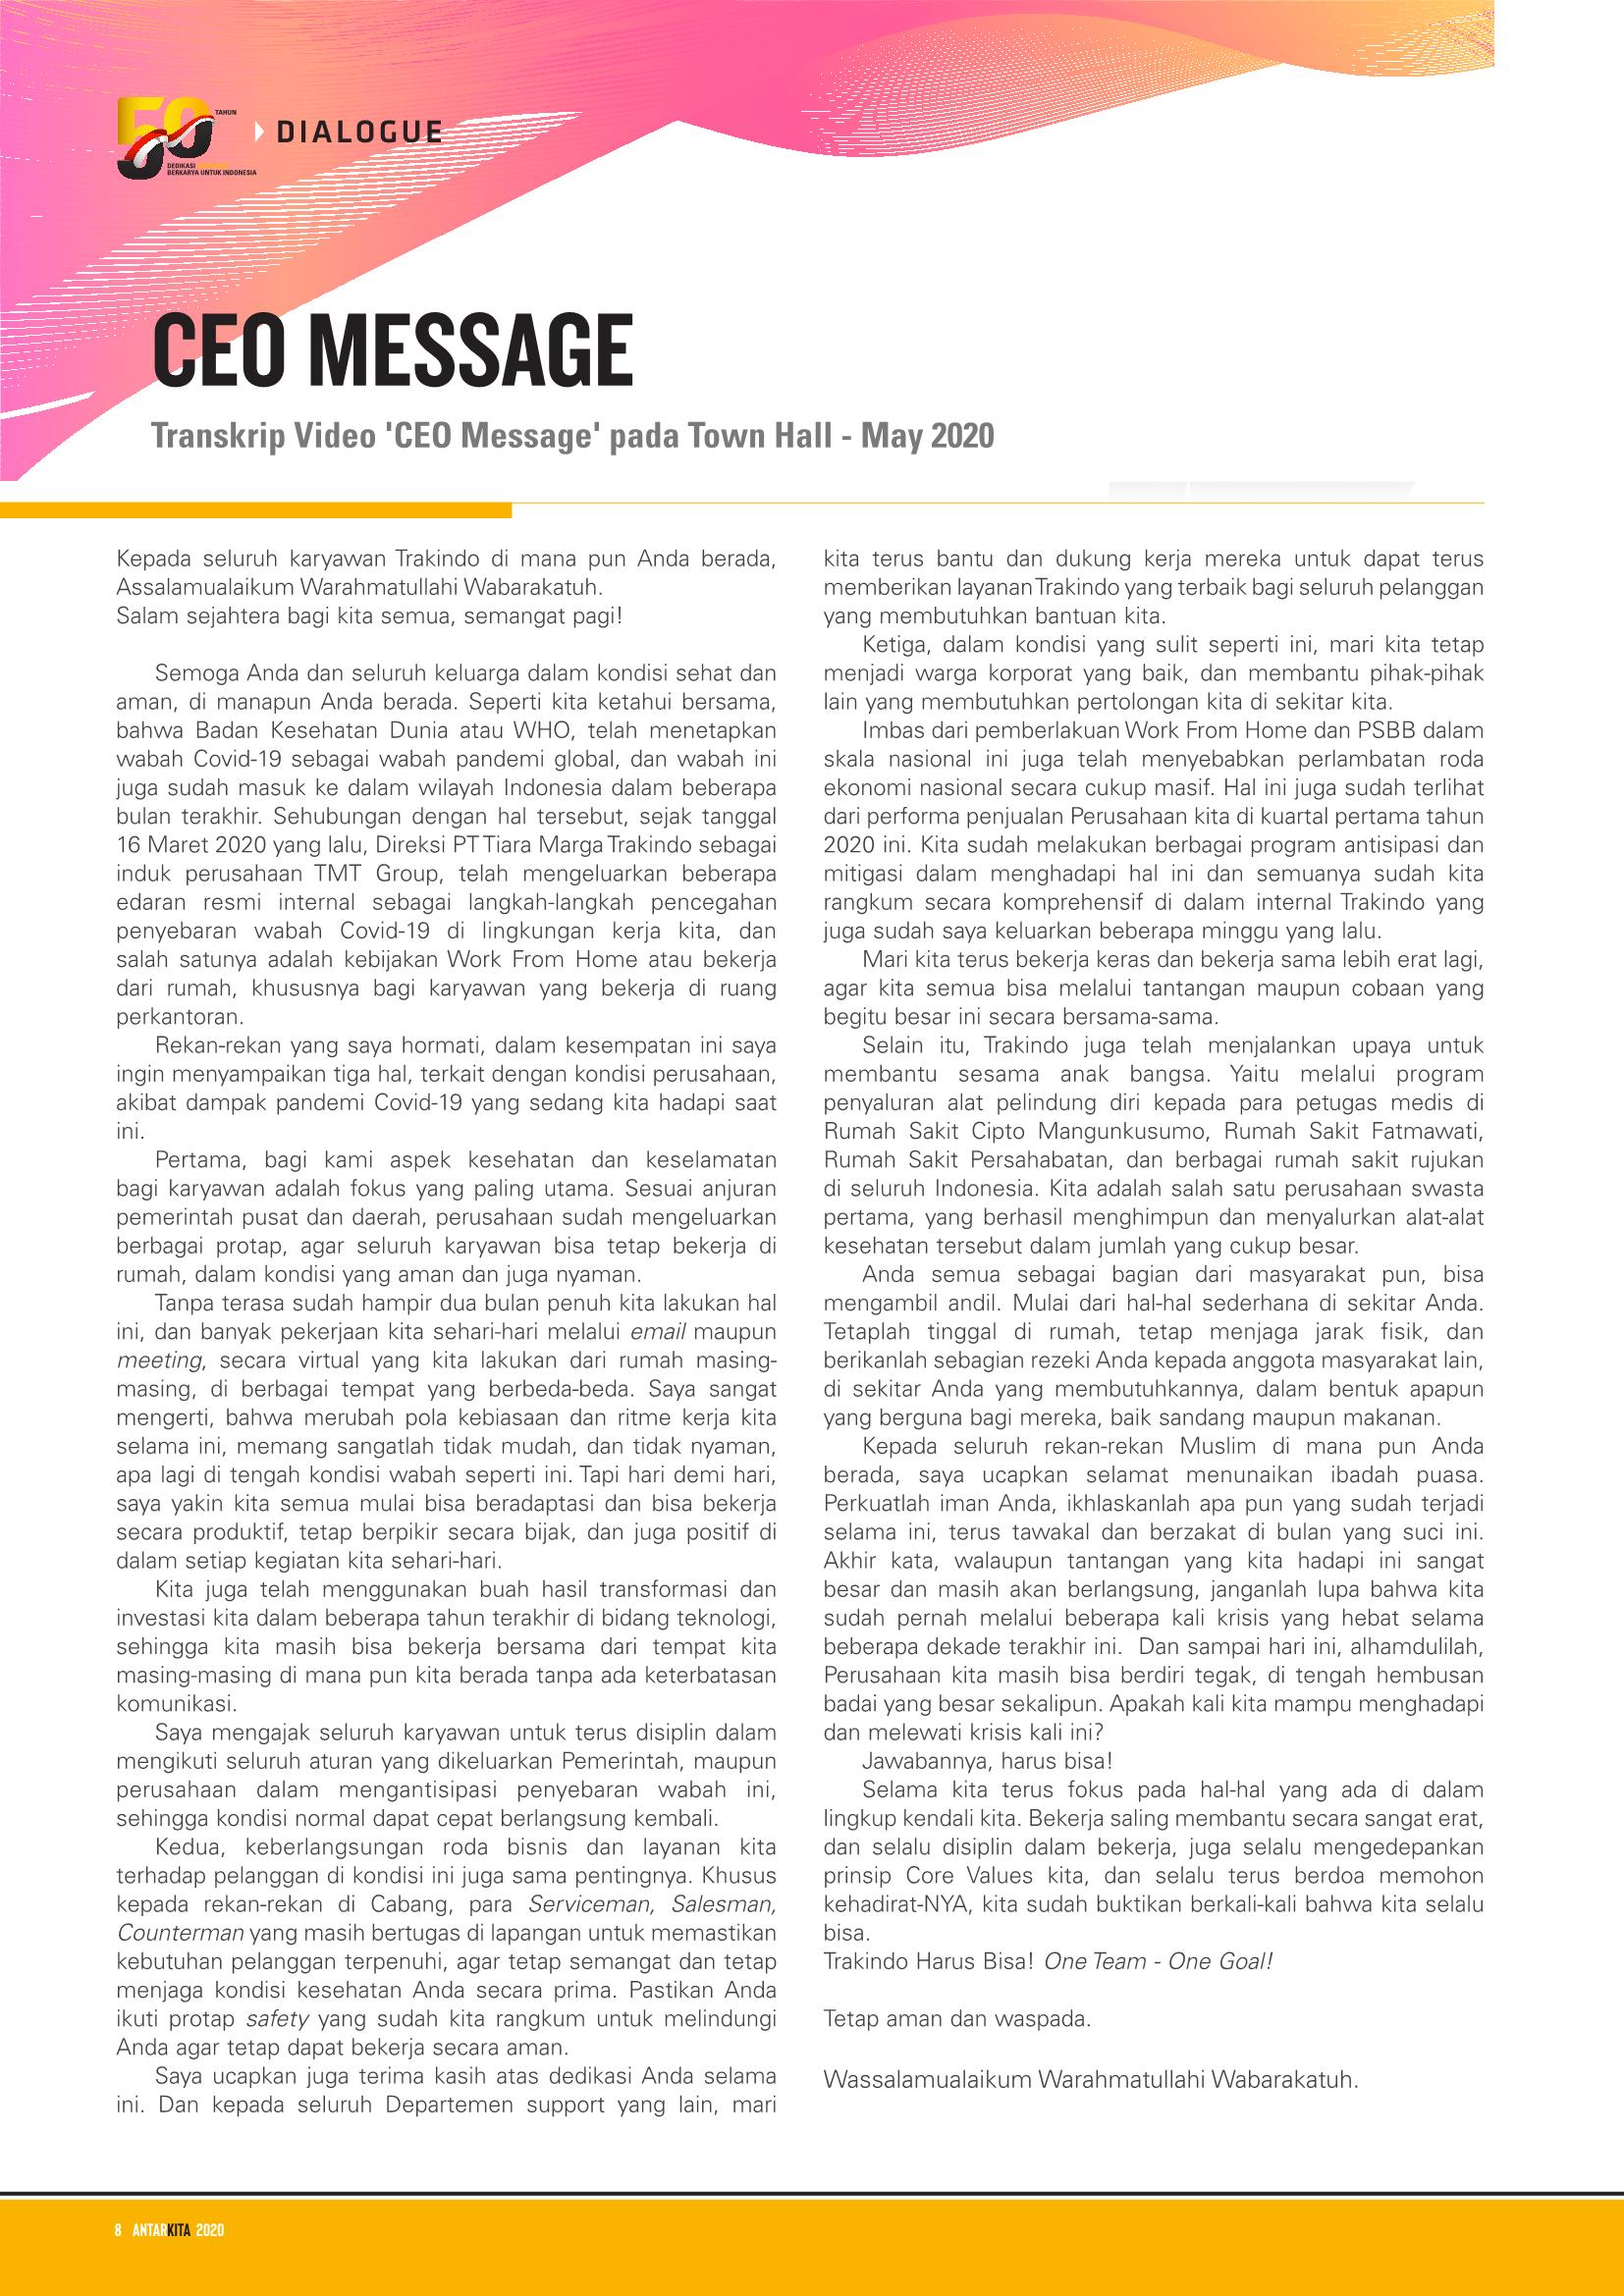 50 TAHUN
DEDIKASI
BERKARYA UNTUK INDONESIA
DIALOGUE
CEO MESSAGE
Transkrip Video 'CEO Message' pada Town Hall - May 2020
Kepada seluruh karyawan Trakindo di mana pun Anda berada,
Assalamualaikum Warahmatullahi Wabarakatuh.
Salam sejahtera bagi kita semua, semangat pagi!
Semoga Anda dan seluruh keluarga dalam kondisi sehat dan
aman, di manapun Anda berada. Seperti kita ketahui bersama,
bahwa Badan Kesehatan Dunia atau WHO, telah menetapkan
wabah Covid-19 sebagai wabah pandemi global, dan wabah ini
juga sudah masuk ke dalam wilayah Indonesia dalam beberapa
bulan terakhir. Sehubungan dengan hal tersebut, sejak tanggal
16 Maret 2020 yang lalu, Direksi PT Tiara Marga Trakindo sebagai
induk perusahaan TMT Group, telah mengeluarkan beberapa
edaran resmi internal sebagai langkah-langkah pencegahan
penyebaran wabah Covid-19 di lingkungan kerja kita, dan
salah satunya adalah kebijakan Work From Home atau bekerja
dari rumah, khususnya bagi karyawan yang bekerja di ruang
perkantoran.
Rekan-rekan yang saya hormati, dalam kesempatan ini saya
ingin menyampaikan tiga hal, terkait dengan kondisi perusahaan,
akibat dampak pandemi Covid-19 yang sedang kita hadapi saat
ini.
Pertama, bagi kami aspek kesehatan dan keselamatan
bagi karyawan adalah fokus yang paling utama. Sesuai anjuran
pemerintah pusat dan daerah, perusahaan sudah mengeluarkan
berbagai protap, agar seluruh karyawan bisa tetap bekerja di
rumah, dalam kondisi yang aman dan juga nyaman.
Tanpa terasa sudah hampir dua bulan penuh kita lakukan hal
ini, dan banyak pekerjaan kita sehari-hari melalui email maupun
meeting, secara virtual yang kita lakukan dari rumah masing-
masing, di berbagai tempat yang berbeda-beda. Saya sangat
mengerti, bahwa merubah pola kebiasaan dan ritme kerja kita
selama ini, memang sangatlah tidak mudah, dan tidak nyaman,
apa lagi di tengah kondisi wabah seperti ini. Tapi hari demi hari,
saya yakin kita semua mulai bisa beradaptasi dan bisa bekerja
secara produktif, tetap berpikir secara bijak, dan juga positif di
dalam setiap kegiatan kita sehari-hari.
Kita juga telah menggunakan buah hasil transformasi dan
investasi kita dalam beberapa tahun terakhir di bidang teknologi,
sehingga kita masih bisa bekerja bersama dari tempat kita
masing-masing di mana pun kita berada tanpa ada keterbatasan
komunikasi.
Saya mengajak seluruh karyawan untuk terus disiplin dalam
mengikuti seluruh aturan yang dikeluarkan Pemerintah, maupun
perusahaan dalam mengantisipasi penyebaran wabah ini,
sehingga kondisi normal dapat cepat berlangsung kembali.
Kedua, keberlangsungan roda bisnis dan layanan kita
terhadap pelanggan di kondisi ini juga sama pentingnya. Khusus
kepada rekan-rekan di Cabang, para Serviceman, Salesman,
Counterman yang masih bertugas di lapangan untuk memastikan
kebutuhan pelanggan terpenuhi, agar tetap semangat dan tetap
menjaga kondisi kesehatan Anda secara prima. Pastikan Anda
ikuti protap safety yang sudah kita rangkum untuk melindungi
Anda agar tetap dapat bekerja secara aman.
Saya ucapkan juga terima kasih atas dedikasi Anda selama
ini. Dan kepada seluruh Departemen support yang lain, mari
kita terus bantu dan dukung kerja mereka untuk dapat terus
memberikan layanan Trakindo yang terbaik bagi seluruh pelanggan
yang membutuhkan bantuan kita.
Ketiga, dalam kondisi yang sulit seperti ini, mari kita tetap
menjadi warga korporat yang baik, dan membantu pihak-pihak
lain yang membutuhkan pertolongan kita di sekitar kita.
Imbas dari pemberlakuan Work From Home dan PSBB dalam
skala nasional ini juga telah menyebabkan perlambatan roda
ekonomi nasional secara cukup masif. Hal ini juga sudah terlihat
dari performa penjualan Perusahaan kita di kuartal pertama tahun
2020 ini. Kita sudah melakukan berbagai program antisipasi dan
mitigasi dalam menghadapi hal ini dan semuanya sudah kita
rangkum secara komprehensif di dalam internal Trakindo yang
juga sudah saya keluarkan beberapa minggu yang lalu.
Mari kita terus bekerja keras dan bekerja sama lebih erat lagi,
agar kita semua bisa melalui tantangan maupun cobaan yang
begitu besar ini secara bersama-sama.
Selain itu, Trakindo juga telah menjalankan upaya untuk
membantu sesama anak bangsa. Yaitu melalui program
penyaluran alat pelindung diri kepada para petugas medis di
Rumah Sakit Cipto Mangunkusumo, Rumah Sakit Fatmawati,
Rumah Sakit Persahabatan, dan berbagai rumah sakit rujukan
di seluruh Indonesia. Kita adalah salah satu perusahaan swasta
pertama, yang berhasil menghimpun dan menyalurkan alat-alat
kesehatan tersebut dalam jumlah yang cukup besar.
Anda semua sebagai bagian dari masyarakat pun, bisa
mengambil andil. Mulai dari hal-hal sederhana di sekitar Anda.
Tetaplah tinggal di rumah, tetap menjaga jarak fisik, dan
berikanlah sebagian rezeki Anda kepada anggota masyarakat lain,
di sekitar Anda yang membutuhkannya, dalam bentuk apapun
yang berguna bagi mereka, baik sandang maupun makanan.
Kepada seluruh rekan-rekan Muslim di mana pun Anda
berada, saya ucapkan selamat menunaikan ibadah puasa.
Perkuatlah iman Anda, ikhlaskanlah apa pun yang sudah terjadi
selama ini, terus tawakal dan berzakat di bulan yang suci ini.
Akhir kata, walaupun tantangan yang kita hadapi ini sangat
besar dan masih akan berlangsung, janganlah lupa bahwa kita
sudah pernah melalui beberapa kali krisis yang hebat selama
beberapa dekade terakhir ini. Dan sampai hari ini, alhamdulilah,
Perusahaan kita masih bisa berdiri tegak, di tengah hembusan
badai yang besar sekalipun. Apakah kali kita mampu menghadapi
dan melewati krisis kali ini?
Jawabannya, harus bisa!
Selama kita terus fokus pada hal-hal yang ada di dalam
lingkup kendali kita. Bekerja saling membantu secara sangat erat,
dan selalu disiplin dalam bekerja, juga selalu mengedepankan
prinsip Core Values kita, dan selalu terus berdoa memohon
kehadirat-NYA, kita sudah buktikan berkali-kali bahwa kita selalu
bisa.
Trakindo Harus Bisa! One Team - One Goal!
Tetap aman dan waspada.
Wassalamualaikum Warahmatullahi Wabarakatuh.
8 ANTARKITA 2020